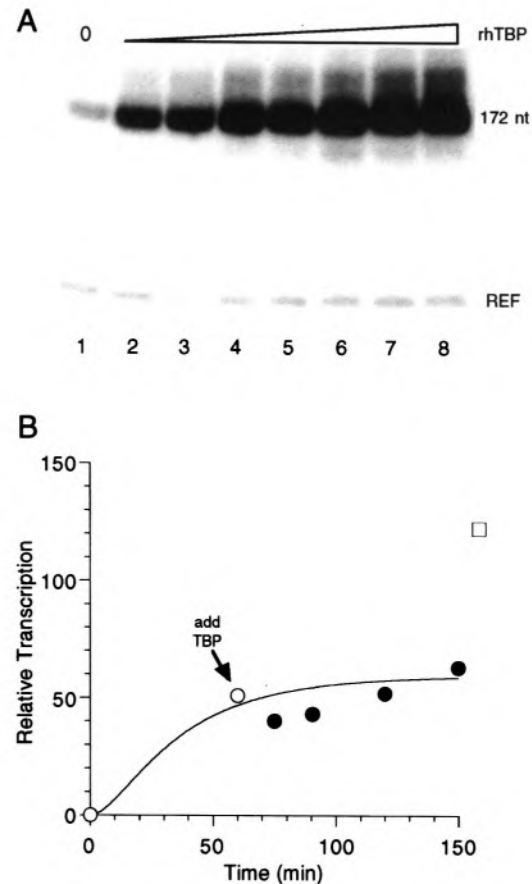 A
0
rhTBP
172 nt
REF
1 2 3 4 5 6 7 8
B
150
100
50
0
Relative Transcription
add
TBP
0 50 100 150
Time (min)